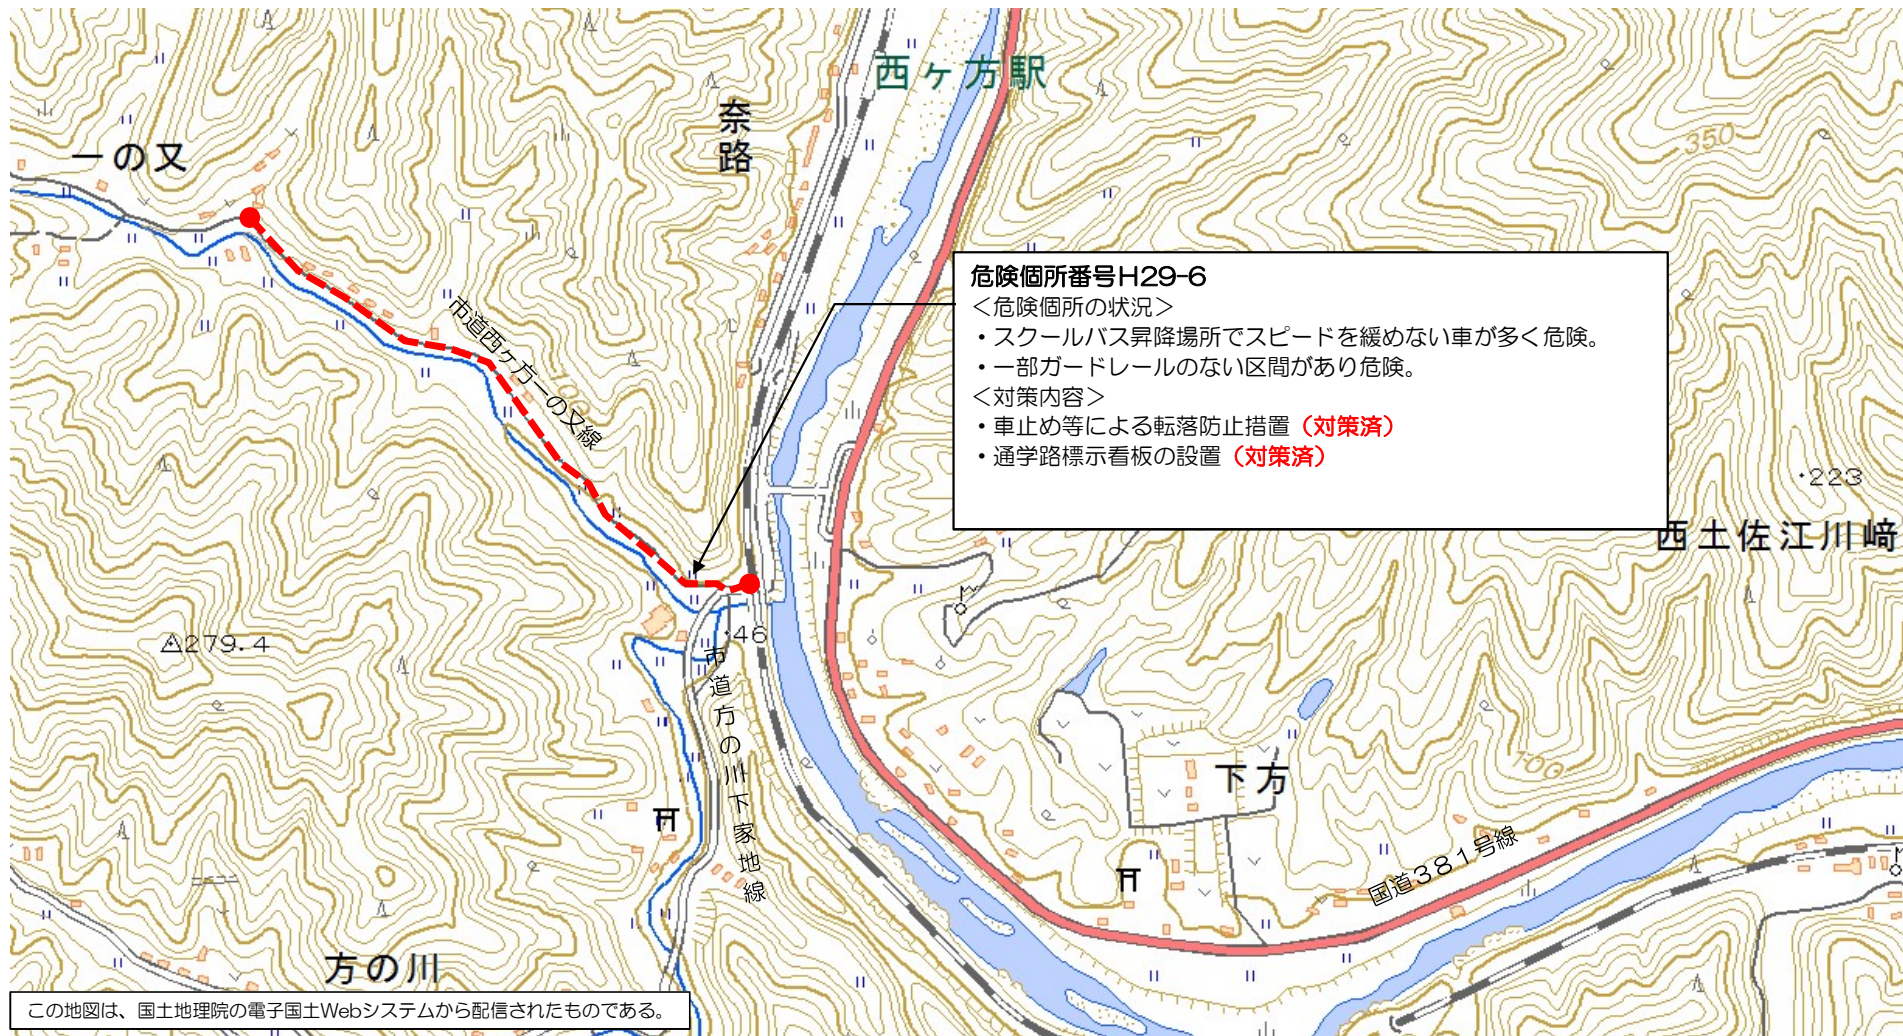 西ヶ方駅
奈路
一の又
350
危険個所番号H29-6
＜危険個所の状況＞
・スクールバス昇降場所でスピードを緩めない車が多く危険。
・一部ガードレールのない区間があり危険。
＜対策内容＞
・車止め等による転落防止措置（対策済）
・通学路標示看板の設置（対策済）
市道西ヶ方一の又線
100
223
西土佐江川崎
279.4
46
市道方の川下家地線
下方
100
国道381号線
方の川
この地図は、国土地理院の電子国土Webシステムから配信されたものである。